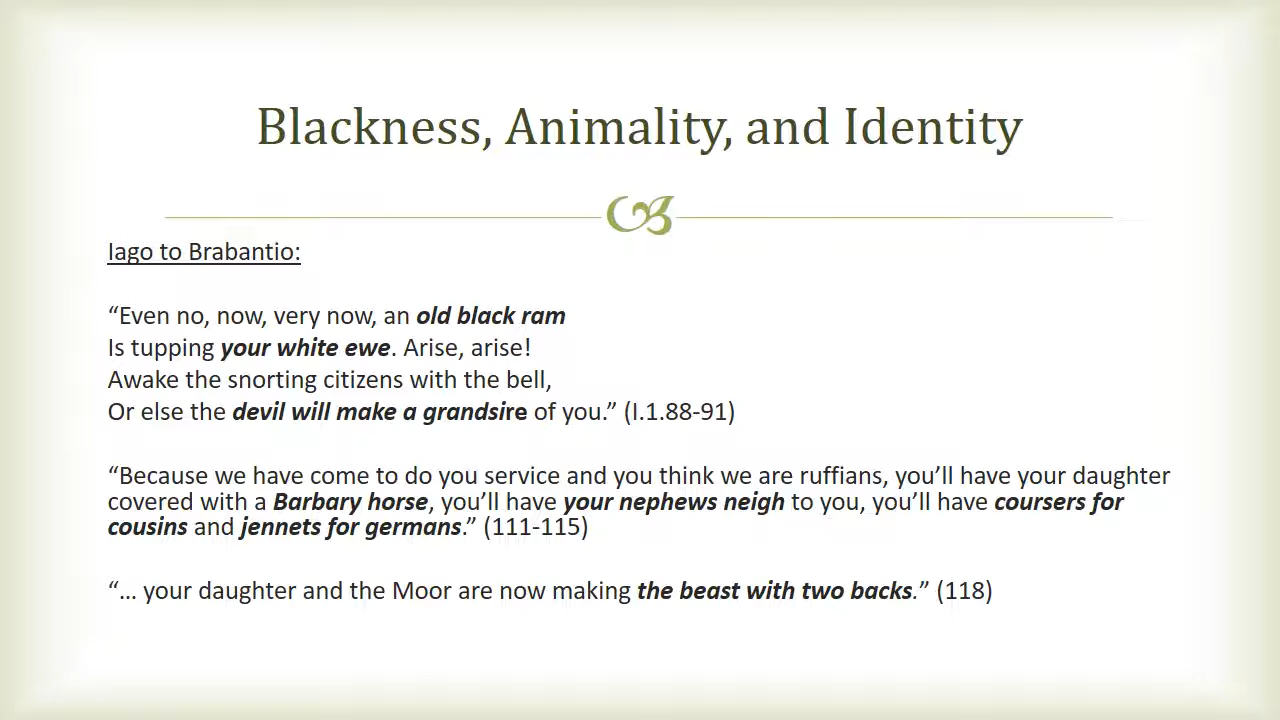 Blackness, Animality, and Identity
Iago to Brabantio:
“Even no, now, very now, an old black ram
Is tupping your white ewe. Arise, arise!
Awake the snorting citizens with the bell,
Or else the devil will make a grandsire of you.” (I.1.88-91)
“Because we have come to do you service and you think we are ruffians, you’ll have your daughter
covered with a Barbary horse, you’ll have your nephews neigh to you, you’ll have coursers for
cousins and jennets for germans.” (111-115)
“… your daughter and the Moor are now making the beast with two backs.” (118)